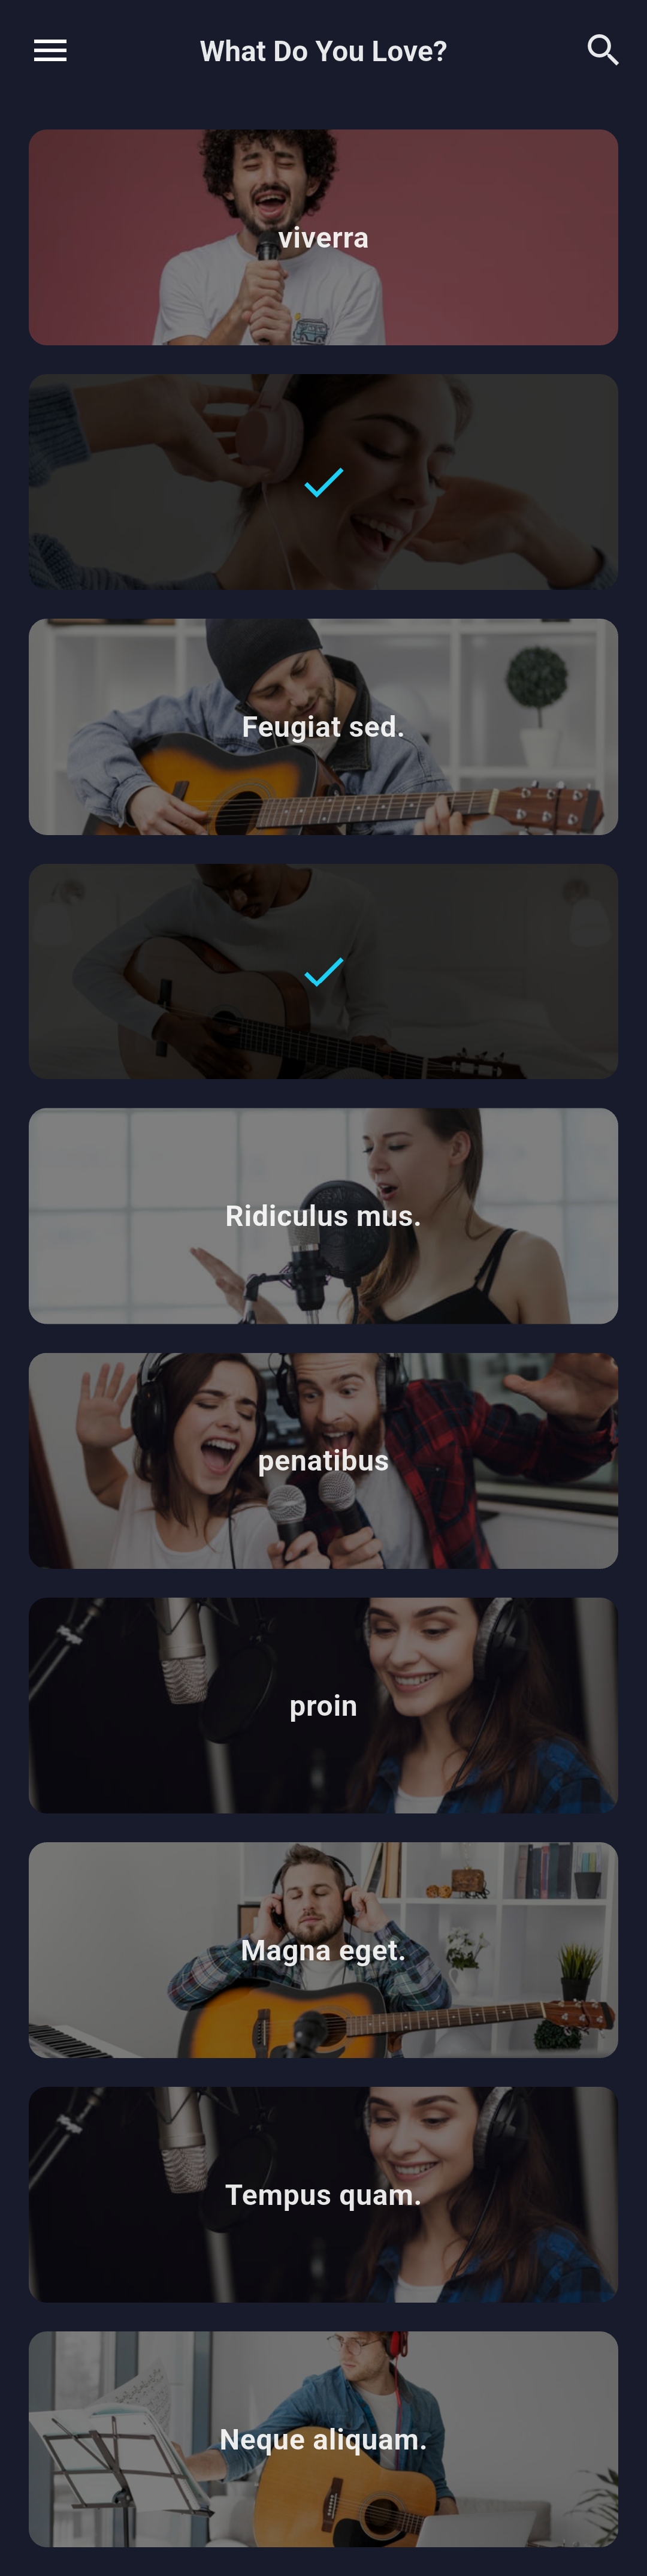 What Do You Love?
viverra
Feugiat sed.
Ridiculus mus.
penatibus
proin
Magna eget.
Tempus quam.
Neque aliquam.